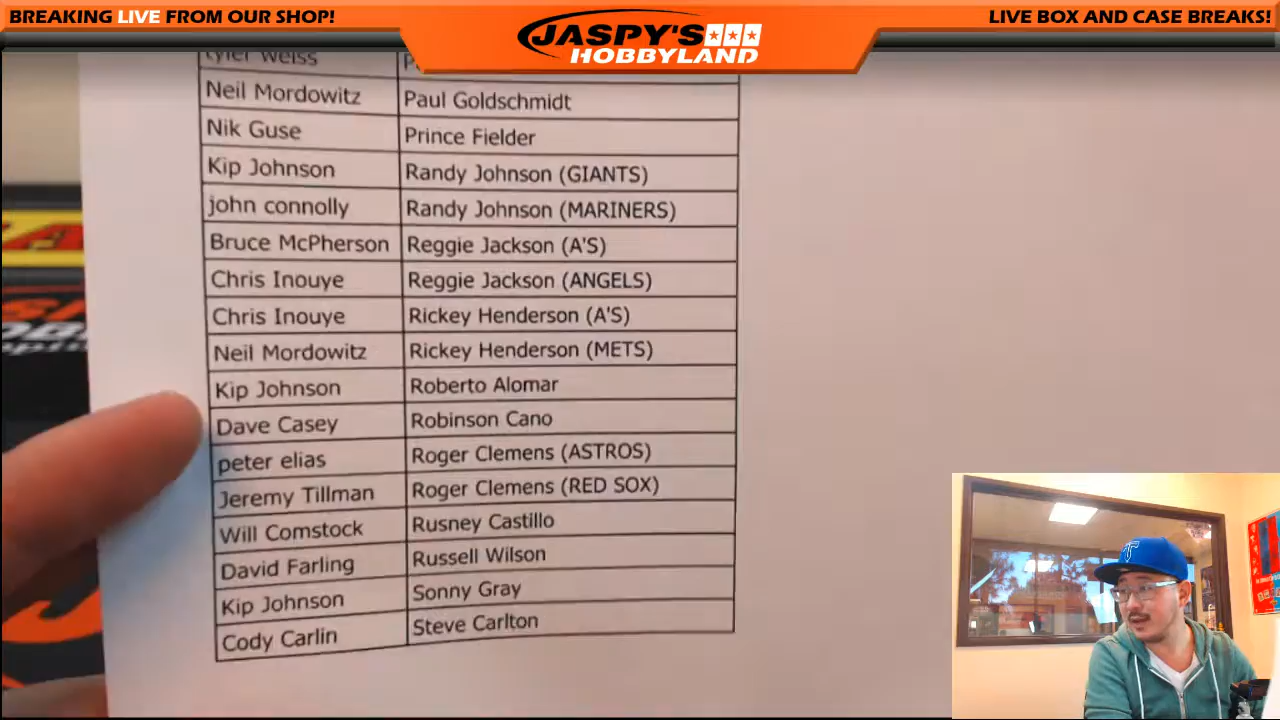 BREAKING LIVE FROM OUR SHOP!
JASPY'S
HOBBYLAND
LIVE BOX AND CASE BREAKS!
tyler Weiss
Neil Mordowitz Paul Goldschmidt
Nik Guse Prince Fielder
Kip Johnson Randy Johnson (GIANTS)
john connolly Randy Johnson (MARINERS)
Bruce McPherson Reggie Jackson (A'S)
Chris Inouye Reggie Jackson (ANGELS)
Chris Inouye Rickey Henderson (A'S)
Neil Mordowitz Rickey Henderson (METS)
Kip Johnson Roberto Alomar
Dave Casey Robinson Cano
peter elias Roger Clemens (ASTROS)
Jeremy Tillman Roger Clemens (RED SOX)
Will Comstock Rusney Castillo
David Farling Russell Wilson
Kip Johnson Sonny Gray
Cody Carlin Steve Carlton